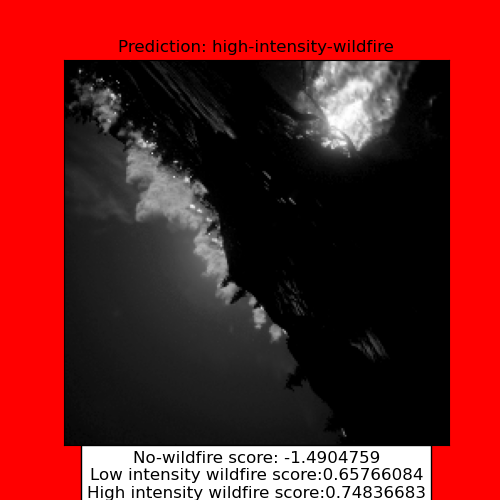 Prediction: high-intensity-wildfire
No-wildfire score: -1.4904759
Low intensity wildfire score:0.65766084
High intensity wildfire score:0.74836683